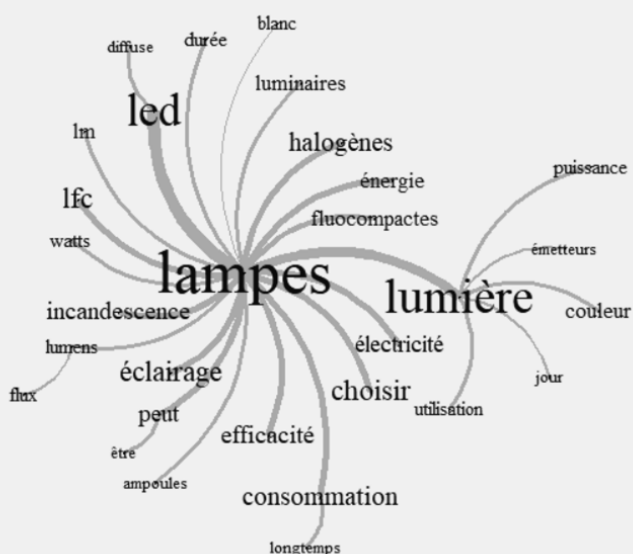 blanc
durée
diffuse
luminaires
led
lm
halogènes
puissance
énergie
lfc
fluocompactes
watts
émetteurs
lampes
lumière
incandescence
couleur
lumens
électricité
éclairage
jour
choisir
flux
utilisation
peut
efficacité
être
ampoules
consommation
longtemps